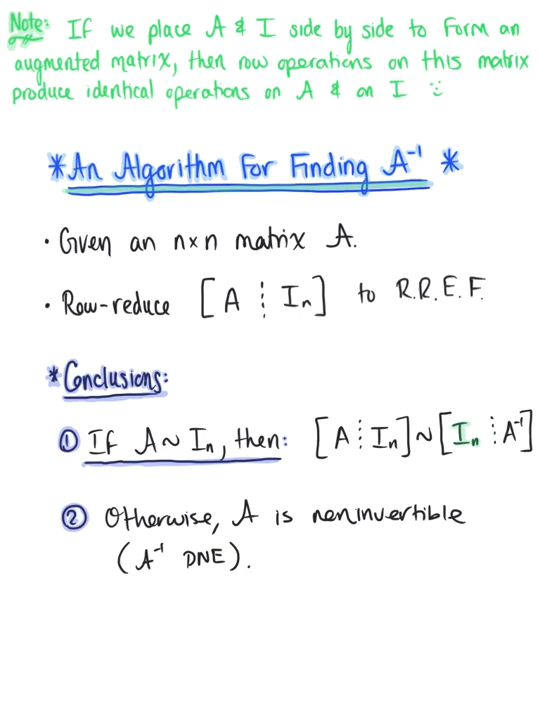 Note: If we place A & I side by side to form an
augmented matrix, then row operations on this matrix
produce identical operations on A & on I ü
*An Algorithm For Finding A⁻¹ *
• Given an n×n matrix A.
• Row-reduce [A ⋮ Iₙ] to R.R.E.F.
*Conclusions:
① If A ~ Iₙ, then: [A ⋮ Iₙ] ~ [Iₙ ⋮ A⁻¹]
② Otherwise, A is noninvertible
(A⁻¹ DNE).